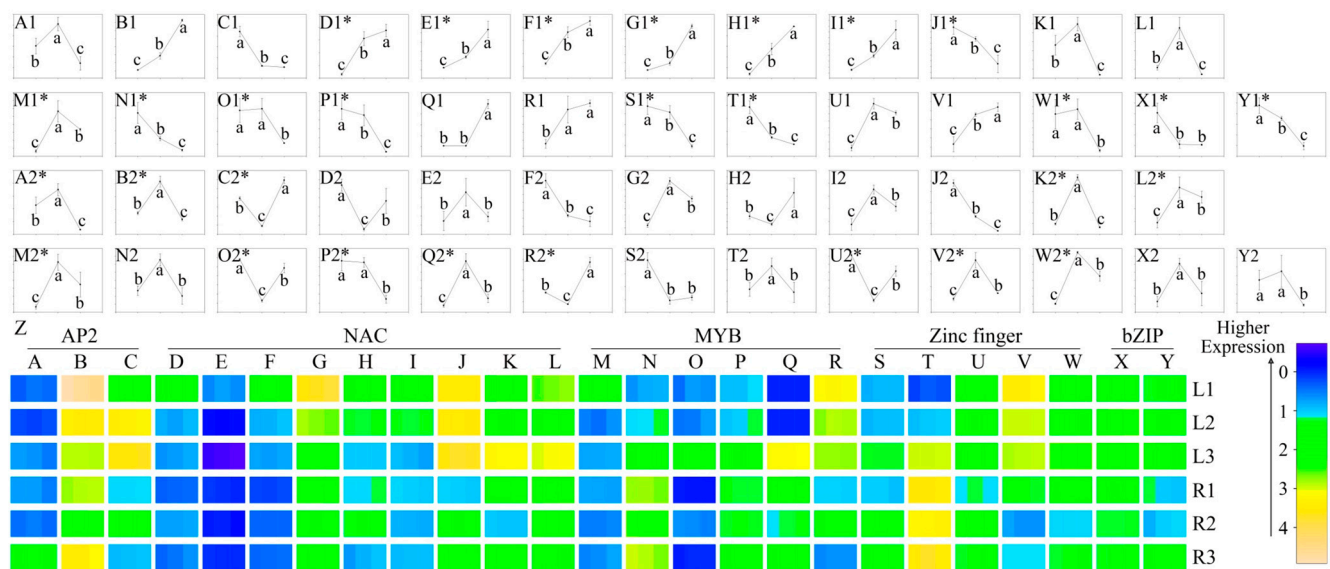 A1 B1 C1 D1* E1* F1* G1* H1* I1* J1* K1 L1
b a c c b a a b c c b a c b a c b a c b a c b a c b a a b c b a c b a c
M1* N1* O1* P1* Q1 R1 S1* T1* U1 V1 W1* X1* Y1*
c a b a b c a a b a a b b b a b a a a b c a b c c a b c b a a a b a b b a b c
A2* B2* C2* D2 E2 F2 G2 H2 I2 J2 K2* L2*
b a c b a c b c a a c b b a b a b c c a b b c a c a b a b c b a c c a b
M2* N2 O2* P2* Q2* R2* S2 T2 U2* V2* W2* X2 Y2
c a b b a b a c b a a b c a b b c a a b b b a b a c b c a b c a b b a b a a b
Z AP2 NAC MYB Zinc finger bZIP Higher
Expression
A B C D E F G H I J K L M N O P Q R S T U V W X Y
L1
0
L2
1
L3
2
R1
3
R2
4
R3